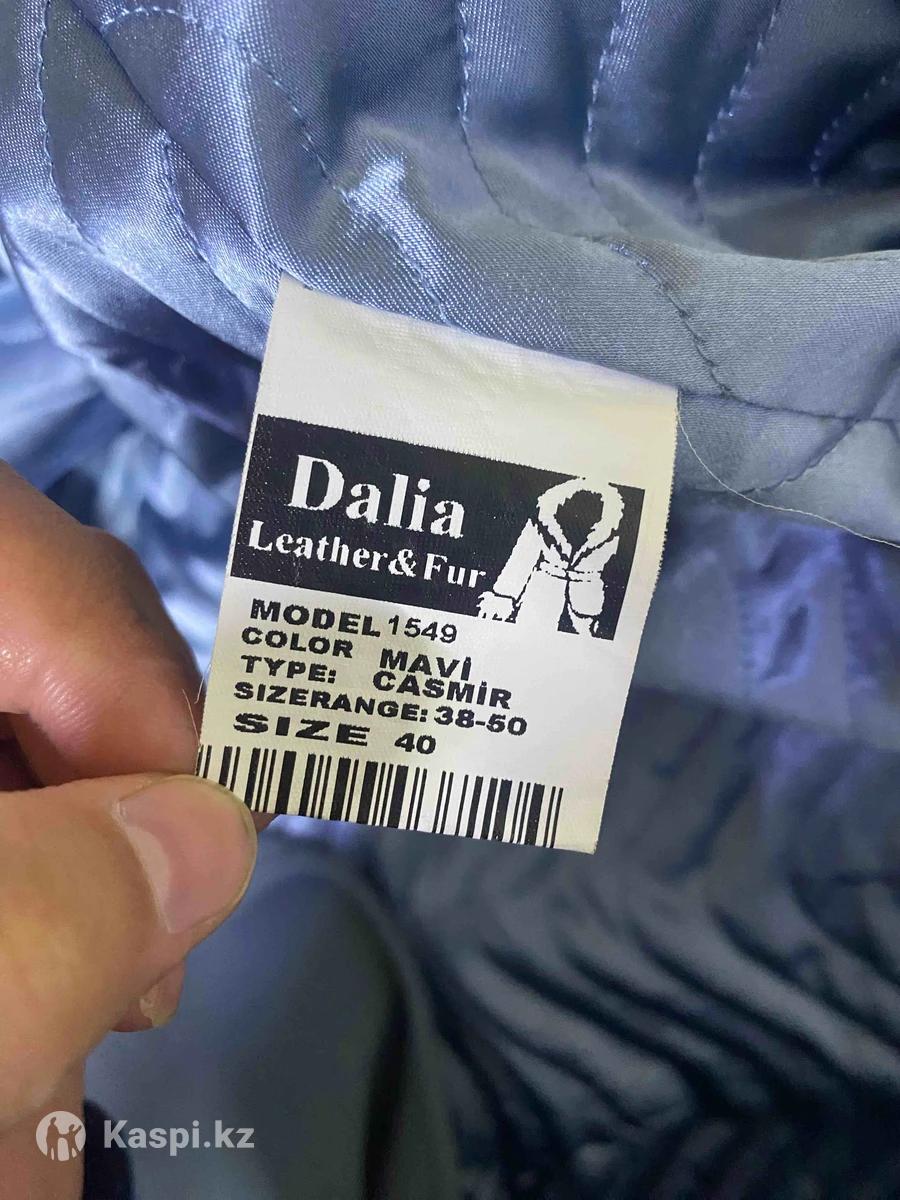 Dalia
Leather&Fur
MODEL 1549
COLOR MAVİ
TYPE: CASMİR
SIZERANGE: 38-50
SIZE 40
Kaspi.kz